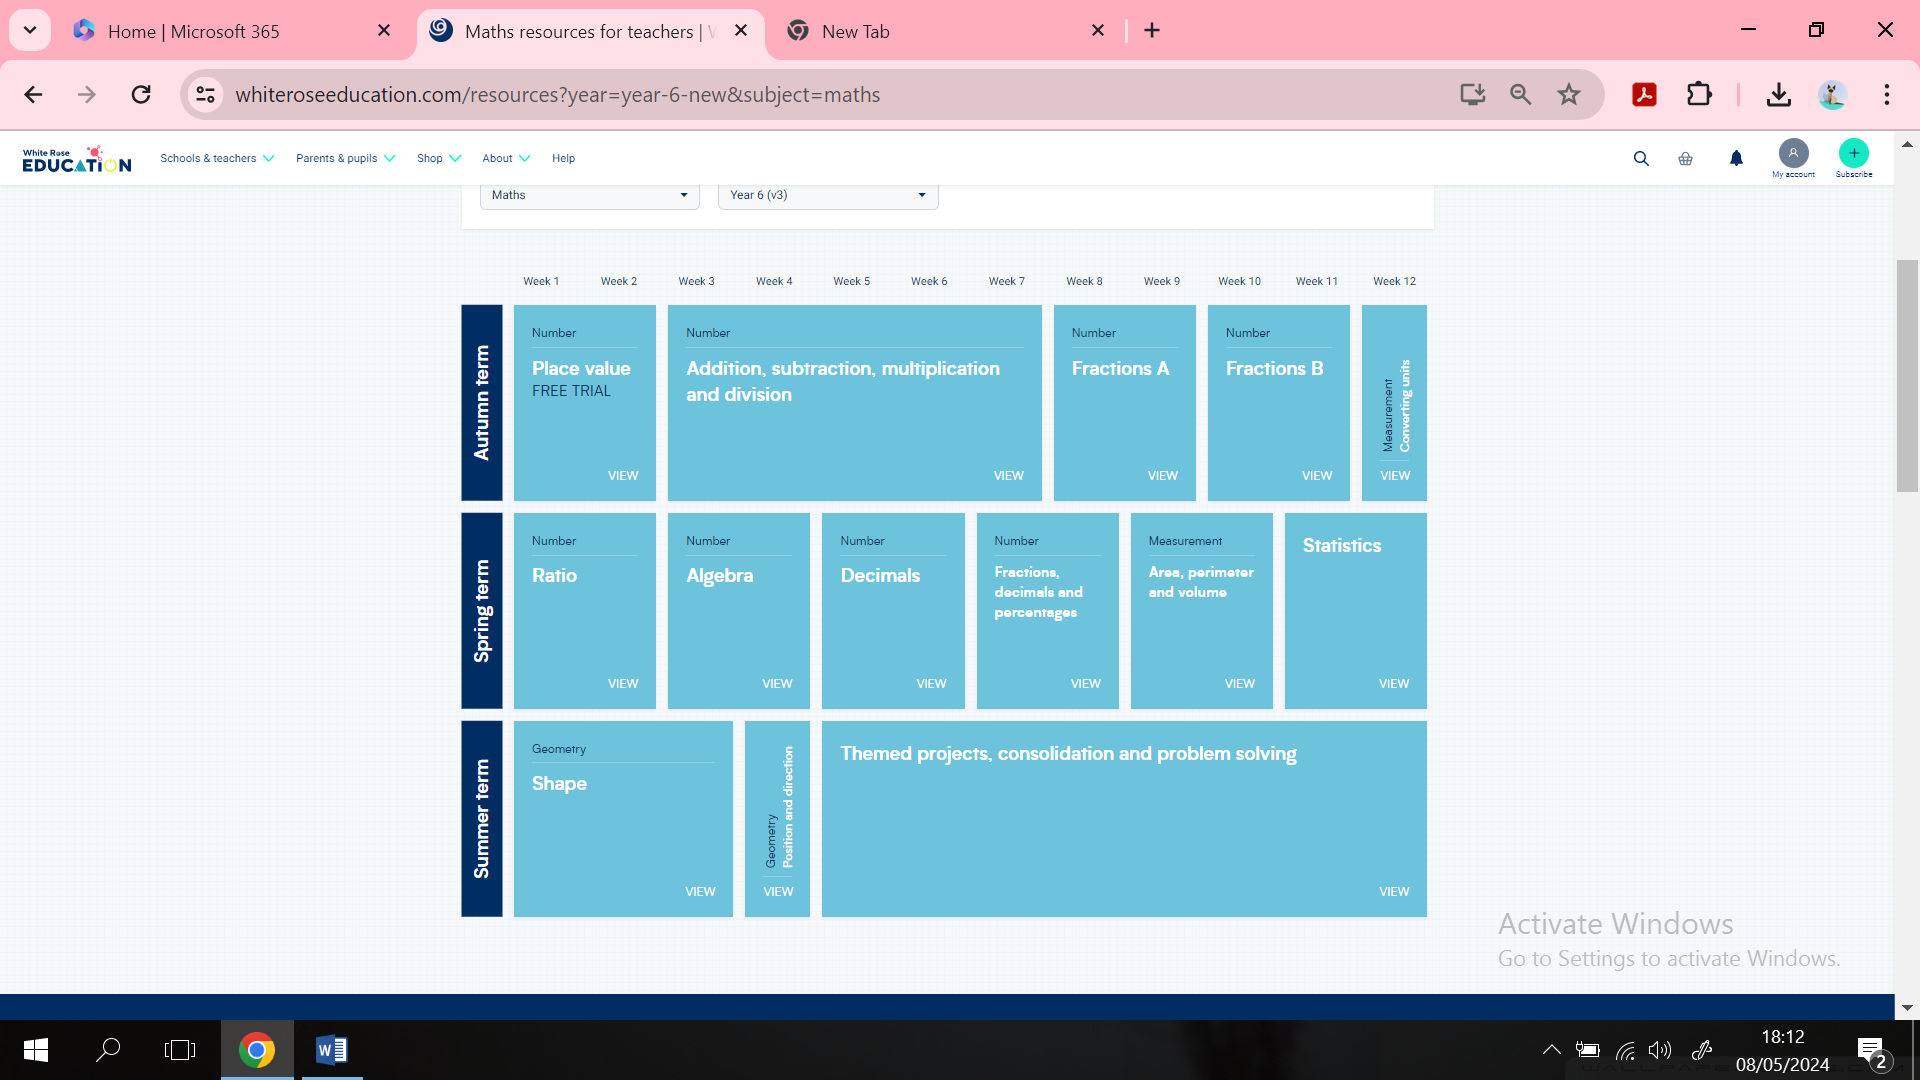 Home | Microsoft 365
Maths resources for teachers |
New Tab
whiteroseeducation.com/resources?year=year-6-new&subject=maths
White Rose
EDUCATION
Schools & teachers
Parents & pupils
Shop
About
Help
My account
Subscribe
Maths
Year 6 (v3)
Week 1
Week 2
Week 3
Week 4
Week 5
Week 6
Week 7
Week 8
Week 9
Week 10
Week 11
Week 12
Autumn term
Number
Place value
FREE TRIAL
VIEW
Number
Addition, subtraction, multiplication
and division
VIEW
Number
Fractions A
VIEW
Number
Fractions B
VIEW
Measurement
Converting units
VIEW
Spring term
Number
Ratio
VIEW
Number
Algebra
VIEW
Number
Decimals
VIEW
Number
Fractions,
decimals and
percentages
VIEW
Measurement
Area, perimeter
and volume
VIEW
Statistics
VIEW
Summer term
Geometry
Shape
VIEW
Geometry
Position and direction
VIEW
Themed projects, consolidation and problem solving
VIEW
Activate Windows
Go to Settings to activate Windows.
18:12
08/05/2024
2